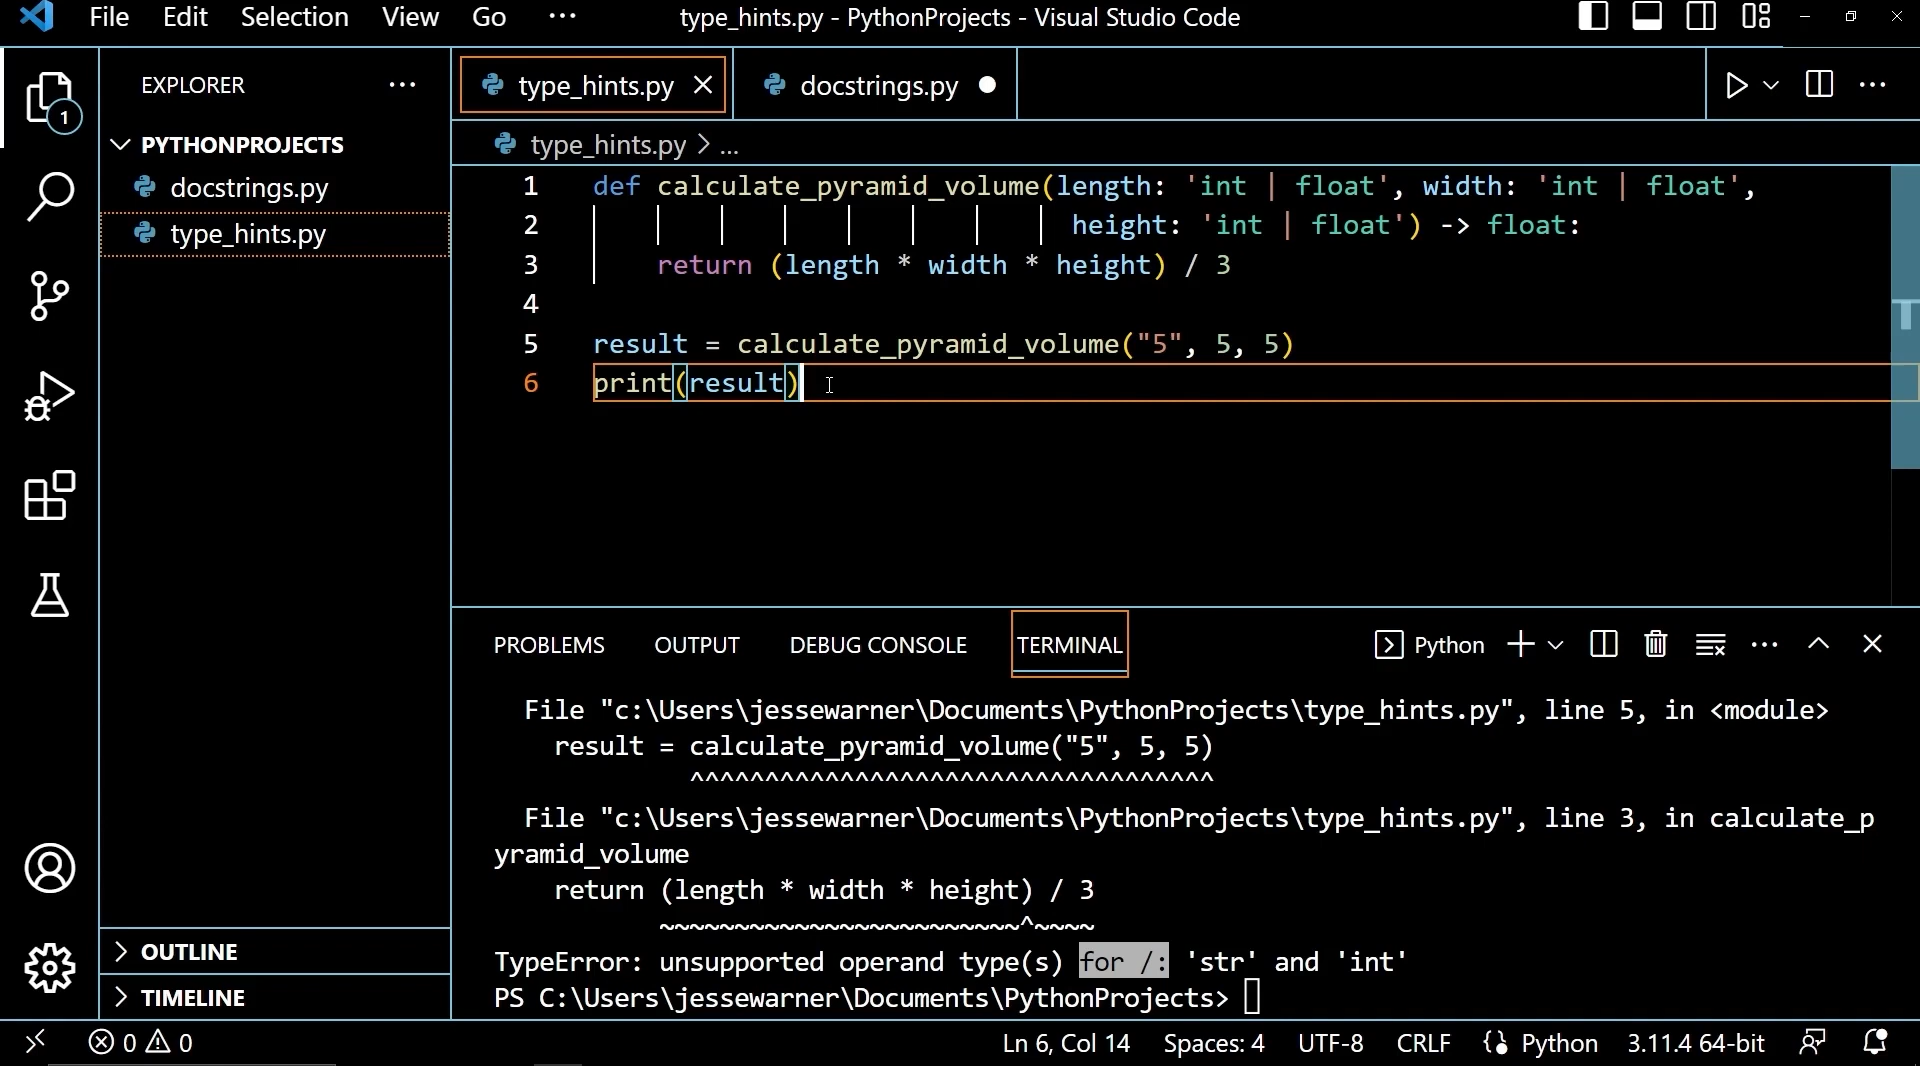 File Edit Selection View Go ··· type_hints.py - PythonProjects - Visual Studio Code
EXPLORER ···
1
PYTHONPROJECTS
docstrings.py
type_hints.py
OUTLINE
TIMELINE
type_hints.py docstrings.py
type_hints.py > ...
1 def calculate_pyramid_volume(length: 'int | float', width: 'int | float',
2 height: 'int | float') -> float:
3 return (length * width * height) / 3
4
5 result = calculate_pyramid_volume("5", 5, 5)
6 print(result)
PROBLEMS OUTPUT DEBUG CONSOLE TERMINAL Python
File "c:\Users\jessewarner\Documents\PythonProjects\type_hints.py", line 5, in <module>
result = calculate_pyramid_volume("5", 5, 5)
^^^^^^^^^^^^^^^^^^^^^^^^^^^^^^^^^^^
File "c:\Users\jessewarner\Documents\PythonProjects\type_hints.py", line 3, in calculate_p
yramid_volume
return (length * width * height) / 3
~~~~~~~~~~~~~~~~~~~~~~~~^~~~~
TypeError: unsupported operand type(s) for /: 'str' and 'int'
PS C:\Users\jessewarner\Documents\PythonProjects>
0 0 Ln 6, Col 14 Spaces: 4 UTF-8 CRLF Python 3.11.4 64-bit